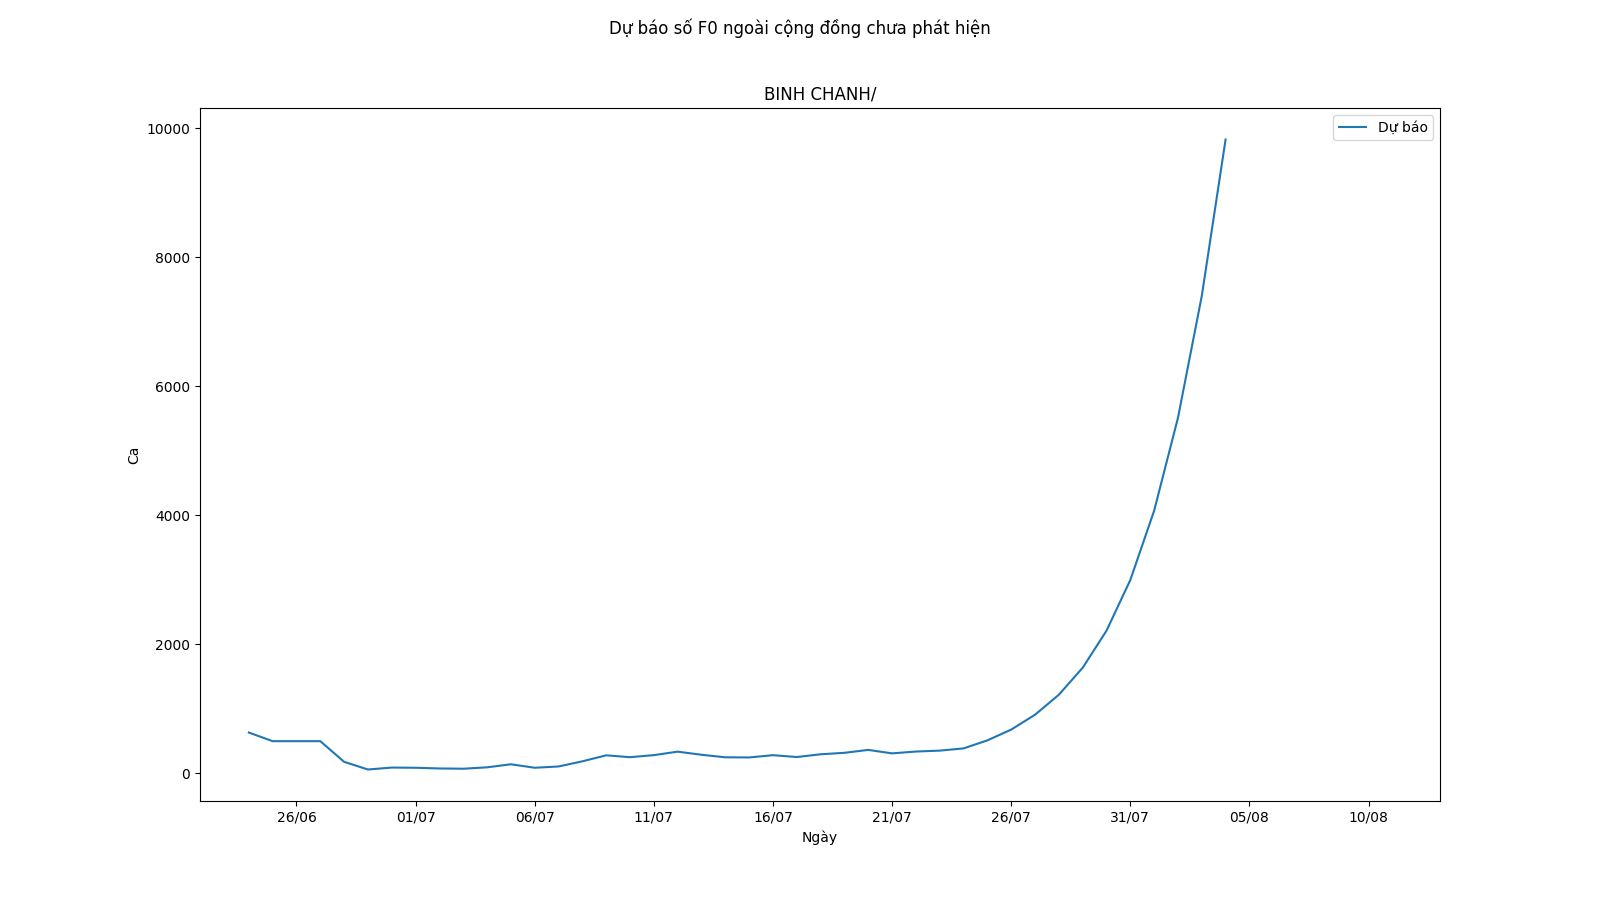 Dự báo số F0 ngoài cộng đồng chưa phát hiện
BINH CHANH/
Dự báo
10000
8000
6000
4000
2000
0
Ca
26/06 01/07 06/07 11/07 16/07 21/07 26/07 31/07 05/08 10/08
Ngày